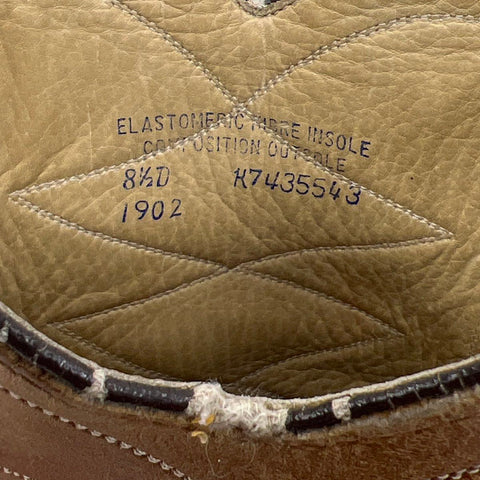 ELASTOMERIC FIBRE INSOLE
COMPOSITION OUTSOLE
8½D K7435543
1902